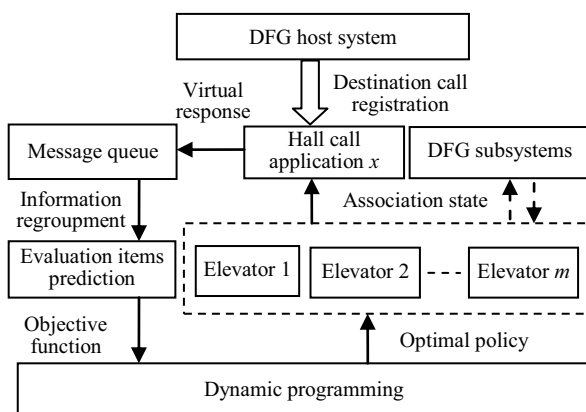 DFG host system
Virtual
response
Destination call
registration
Message queue
Hall call
application x
DFG subsystems
Information
regroupment
Association state
Evaluation items
prediction
Elevator 1
Elevator 2
Elevator m
Objective
function
Optimal policy
Dynamic programming